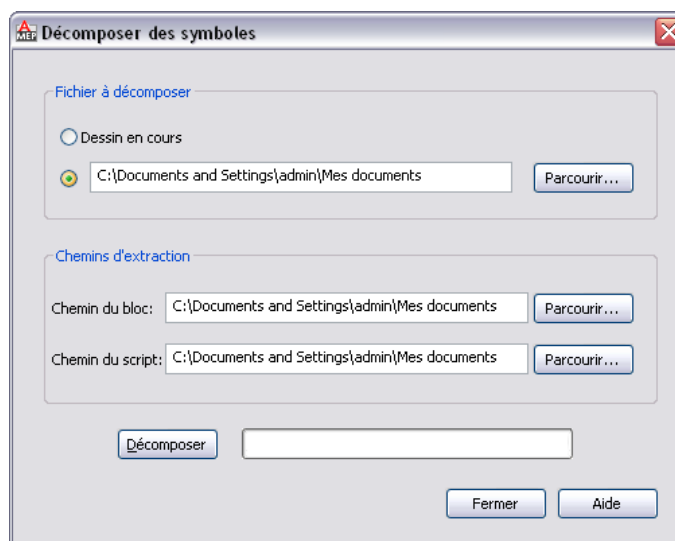 MEP Décomposer des symboles
Fichier à décomposer
Dessin en cours
C:\Documents and Settings\admin\Mes documents Parcourir...
Chemins d'extraction
Chemin du bloc: C:\Documents and Settings\admin\Mes documents Parcourir...
Chemin du script: C:\Documents and Settings\admin\Mes documents Parcourir...
Décomposer
Fermer Aide